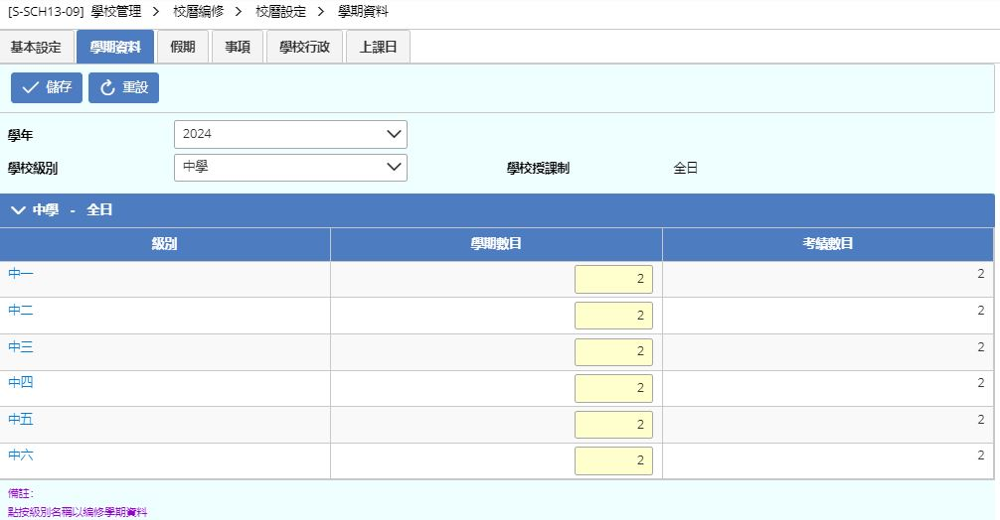 [S-SCH13-09] 學校管理 > 校曆編修 > 校曆設定 > 學期資料
基本設定 學期資料 假期 事項 學校行政 上課日
儲存 重設
學年 2024
學校級別 中學 學校授課制 全日
中學 - 全日
級別 學期數目 考績數目
中一 2 2
中二 2 2
中三 2 2
中四 2 2
中五 2 2
中六 2 2
備註:
點按級別名稱以編修學期資料